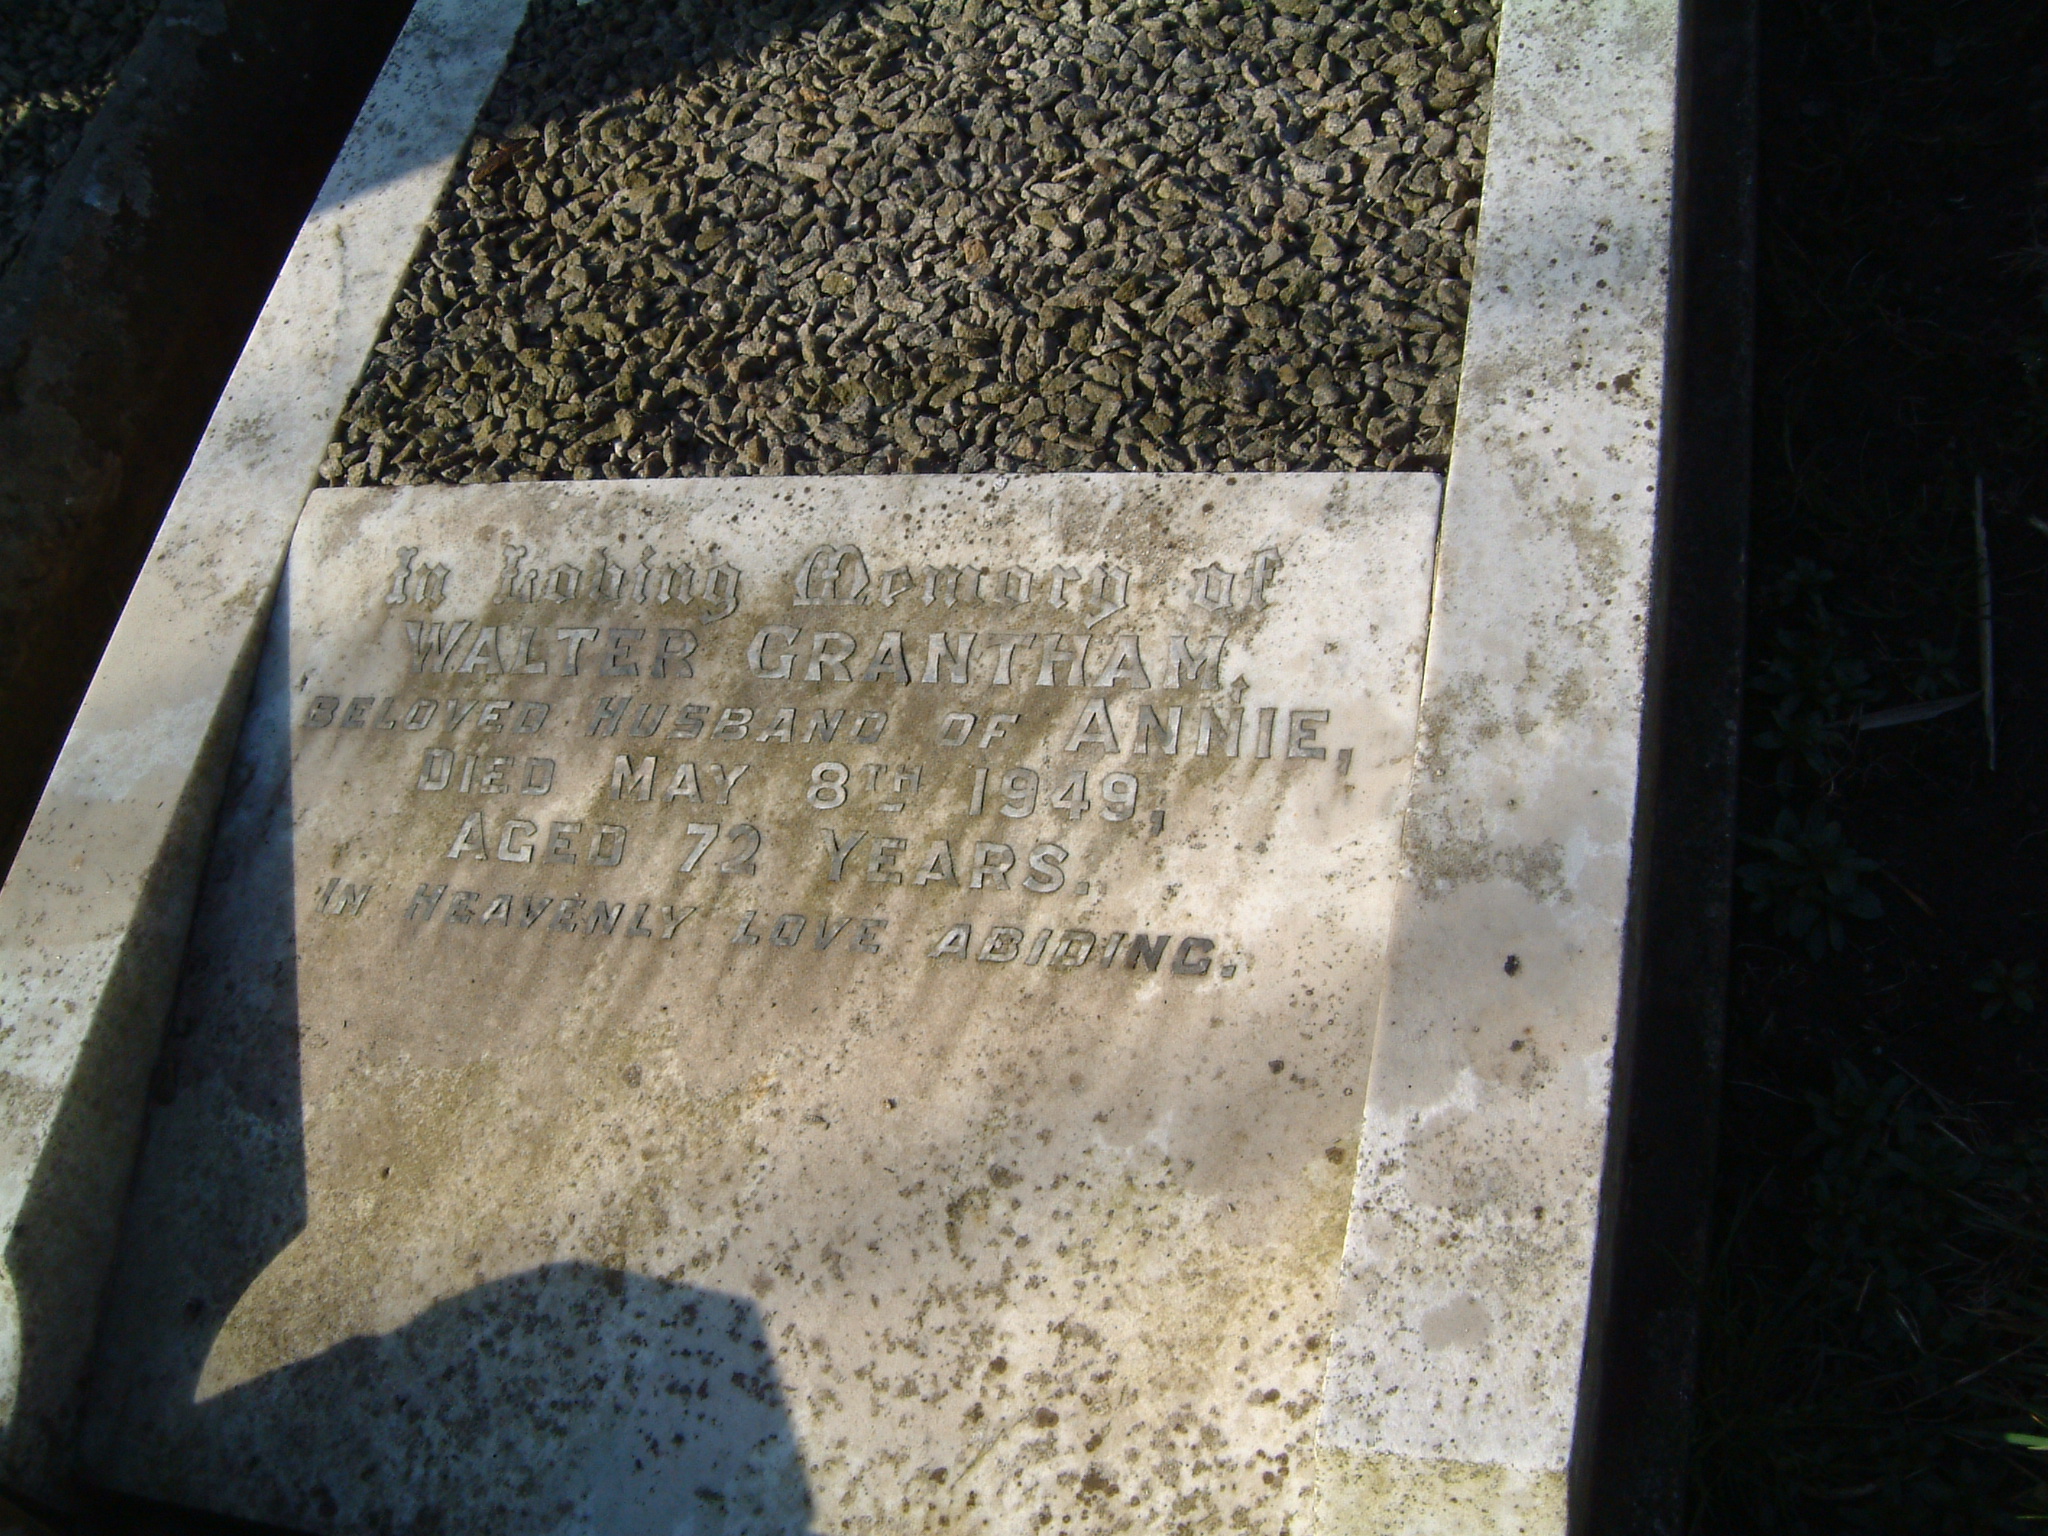 In Loving Memory of
WALTER GRANTHAM,
BELOVED HUSBAND OF ANNIE,
DIED MAY 8TH 1949,
AGED 72 YEARS.
IN HEAVENLY LOVE ABIDING.